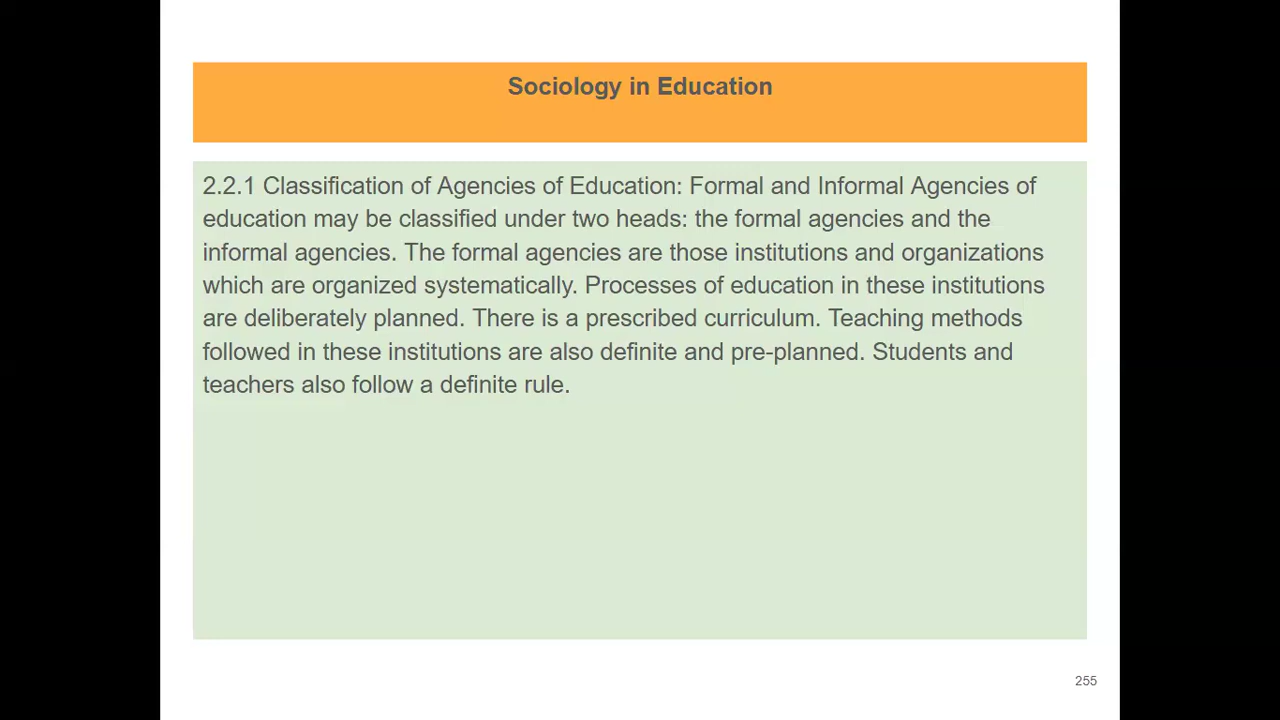 Sociology in Education
2.2.1 Classification of Agencies of Education: Formal and Informal Agencies of
education may be classified under two heads: the formal agencies and the
informal agencies. The formal agencies are those institutions and organizations
which are organized systematically. Processes of education in these institutions
are deliberately planned. There is a prescribed curriculum. Teaching methods
followed in these institutions are also definite and pre-planned. Students and
teachers also follow a definite rule.
255